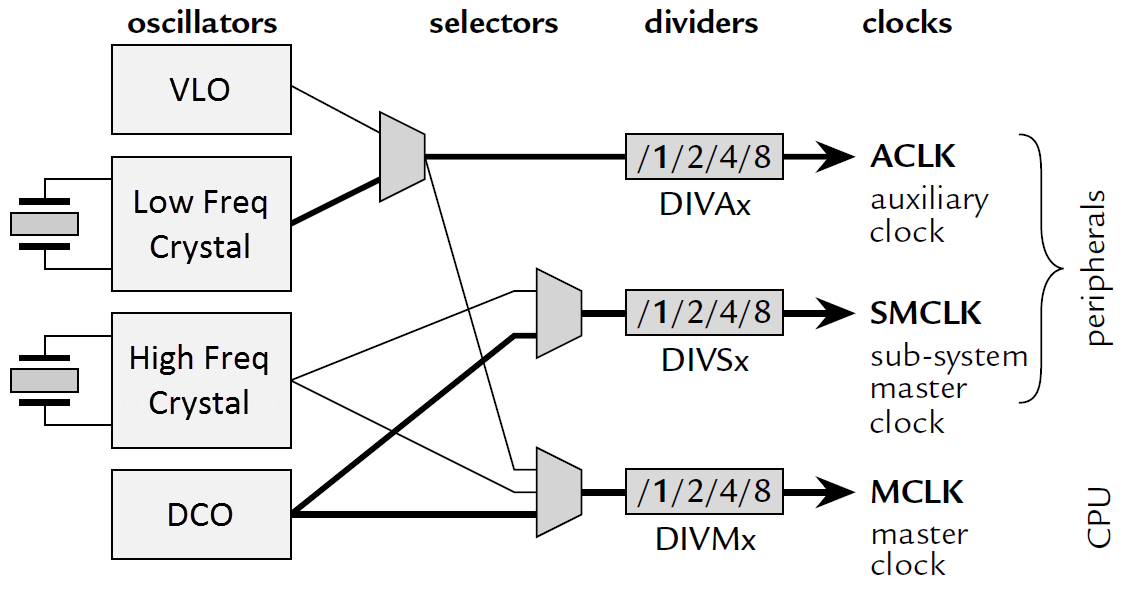 oscillators selectors dividers clocks
VLO
Low Freq
Crystal
High Freq
Crystal
DCO
/1/2/4/8
DIVAx
ACLK
auxiliary
clock
/1/2/4/8
DIVSx
SMCLK
sub-system
master
clock
/1/2/4/8
DIVMx
MCLK
master
clock
peripherals
CPU